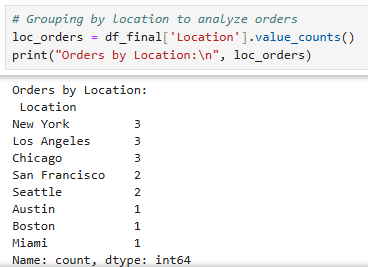 # Grouping by Location to analyze orders
loc_orders = df_final['Location'].value_counts()
print("Orders by Location:\n", loc_orders)
Orders by Location:
 Location
New York         3
Los Angeles      3
Chicago          3
San Francisco    2
Seattle          2
Austin           1
Boston           1
Miami            1
Name: count, dtype: int64